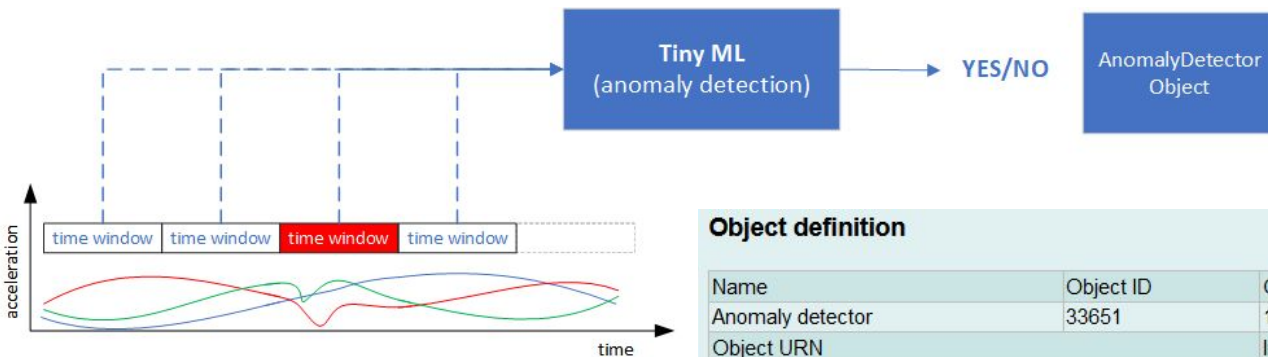 Tiny ML
(anomaly detection)
YES/NO
AnomalyDetector
Object
acceleration
time window
time window
time window
time window
time
Object definition
Name
Object ID
Anomaly detector
33651
Object URN